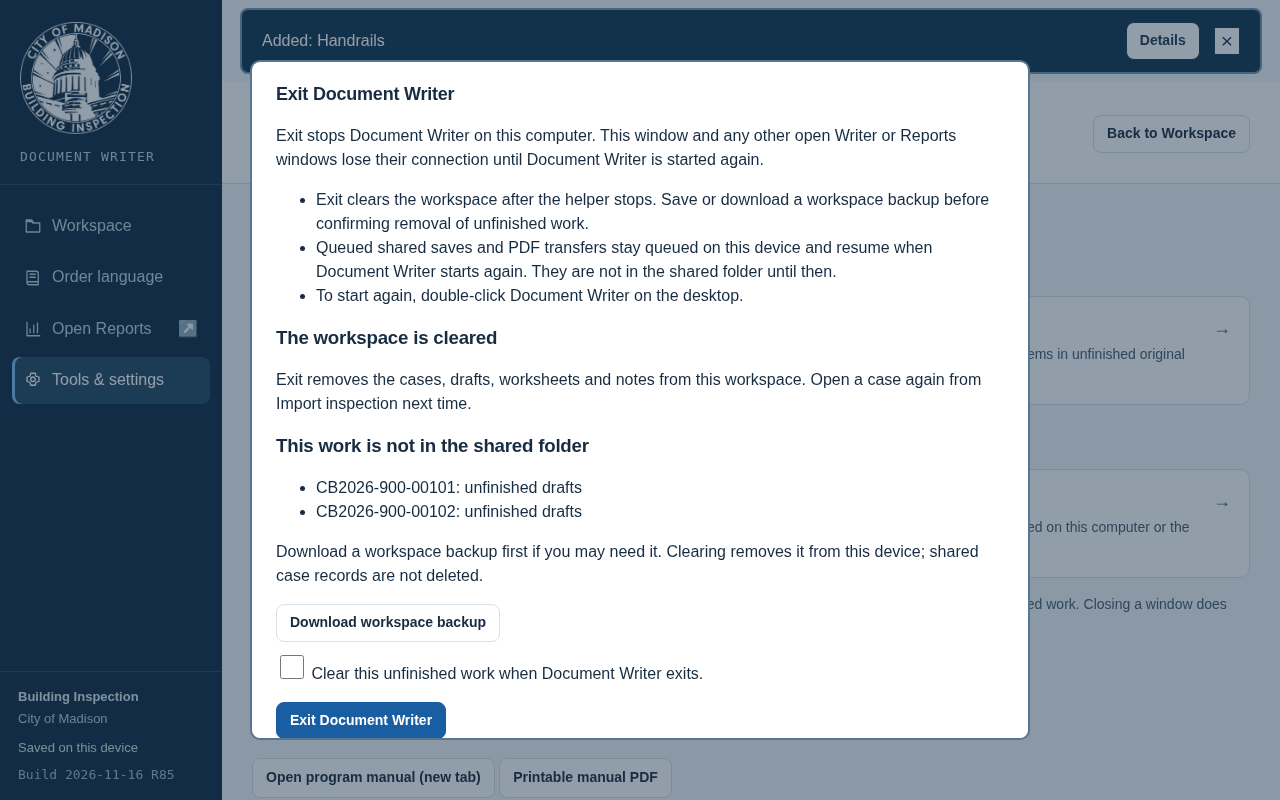 CITY OF MADISON
BUILDING INSPECTION
DOCUMENT WRITER
Workspace
Order language
Open Reports
Tools & settings
Building Inspection
City of Madison
Saved on this device
Build 2026-11-16 R85
Added: Handrails
Details
Back to Workspace
Exit Document Writer
Exit stops Document Writer on this computer. This window and any other open Writer or Reports
windows lose their connection until Document Writer is started again.
Exit clears the workspace after the helper stops. Save or download a workspace backup before
confirming removal of unfinished work.
Queued shared saves and PDF transfers stay queued on this device and resume when
Document Writer starts again. They are not in the shared folder until then.
To start again, double-click Document Writer on the desktop.
The workspace is cleared
Exit removes the cases, drafts, worksheets and notes from this workspace. Open a case again from
Import inspection next time.
This work is not in the shared folder
CB2026-900-00101: unfinished drafts
CB2026-900-00102: unfinished drafts
Download a workspace backup first if you may need it. Clearing removes it from this device; shared
case records are not deleted.
Download workspace backup
Clear this unfinished work when Document Writer exits.
Exit Document Writer
→
ems in unfinished original
→
ed on this computer or the
ed work. Closing a window does
Open program manual (new tab)
Printable manual PDF